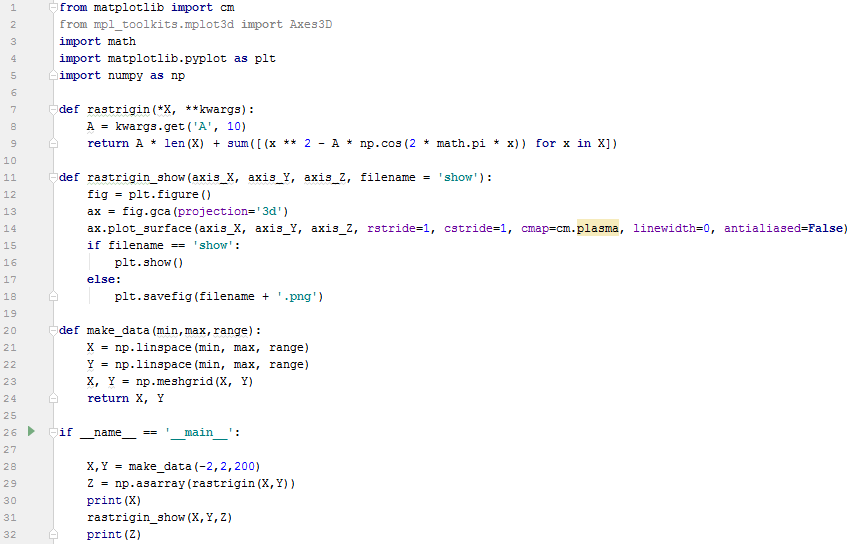 1 from matplotlib import cm
2 from mpl_toolkits.mplot3d import Axes3D
3 import math
4 import matplotlib.pyplot as plt
5 import numpy as np
6
7 def rastrigin(*X, **kwargs):
8     A = kwargs.get('A', 10)
9     return A * len(X) + sum([(x ** 2 - A * np.cos(2 * math.pi * x)) for x in X])
10
11 def rastrigin_show(axis_X, axis_Y, axis_Z, filename = 'show'):
12     fig = plt.figure()
13     ax = fig.gca(projection='3d')
14     ax.plot_surface(axis_X, axis_Y, axis_Z, rstride=1, cstride=1, cmap=cm.plasma, linewidth=0, antialiased=False)
15     if filename == 'show':
16         plt.show()
17     else:
18         plt.savefig(filename + '.png')
19
20 def make_data(min,max,range):
21     X = np.linspace(min, max, range)
22     Y = np.linspace(min, max, range)
23     X, Y = np.meshgrid(X, Y)
24     return X, Y
25
26 if __name__ == '__main__':
27
28     X,Y = make_data(-2,2,200)
29     Z = np.asarray(rastrigin(X,Y))
30     print(X)
31     rastrigin_show(X,Y,Z)
32     print(Z)